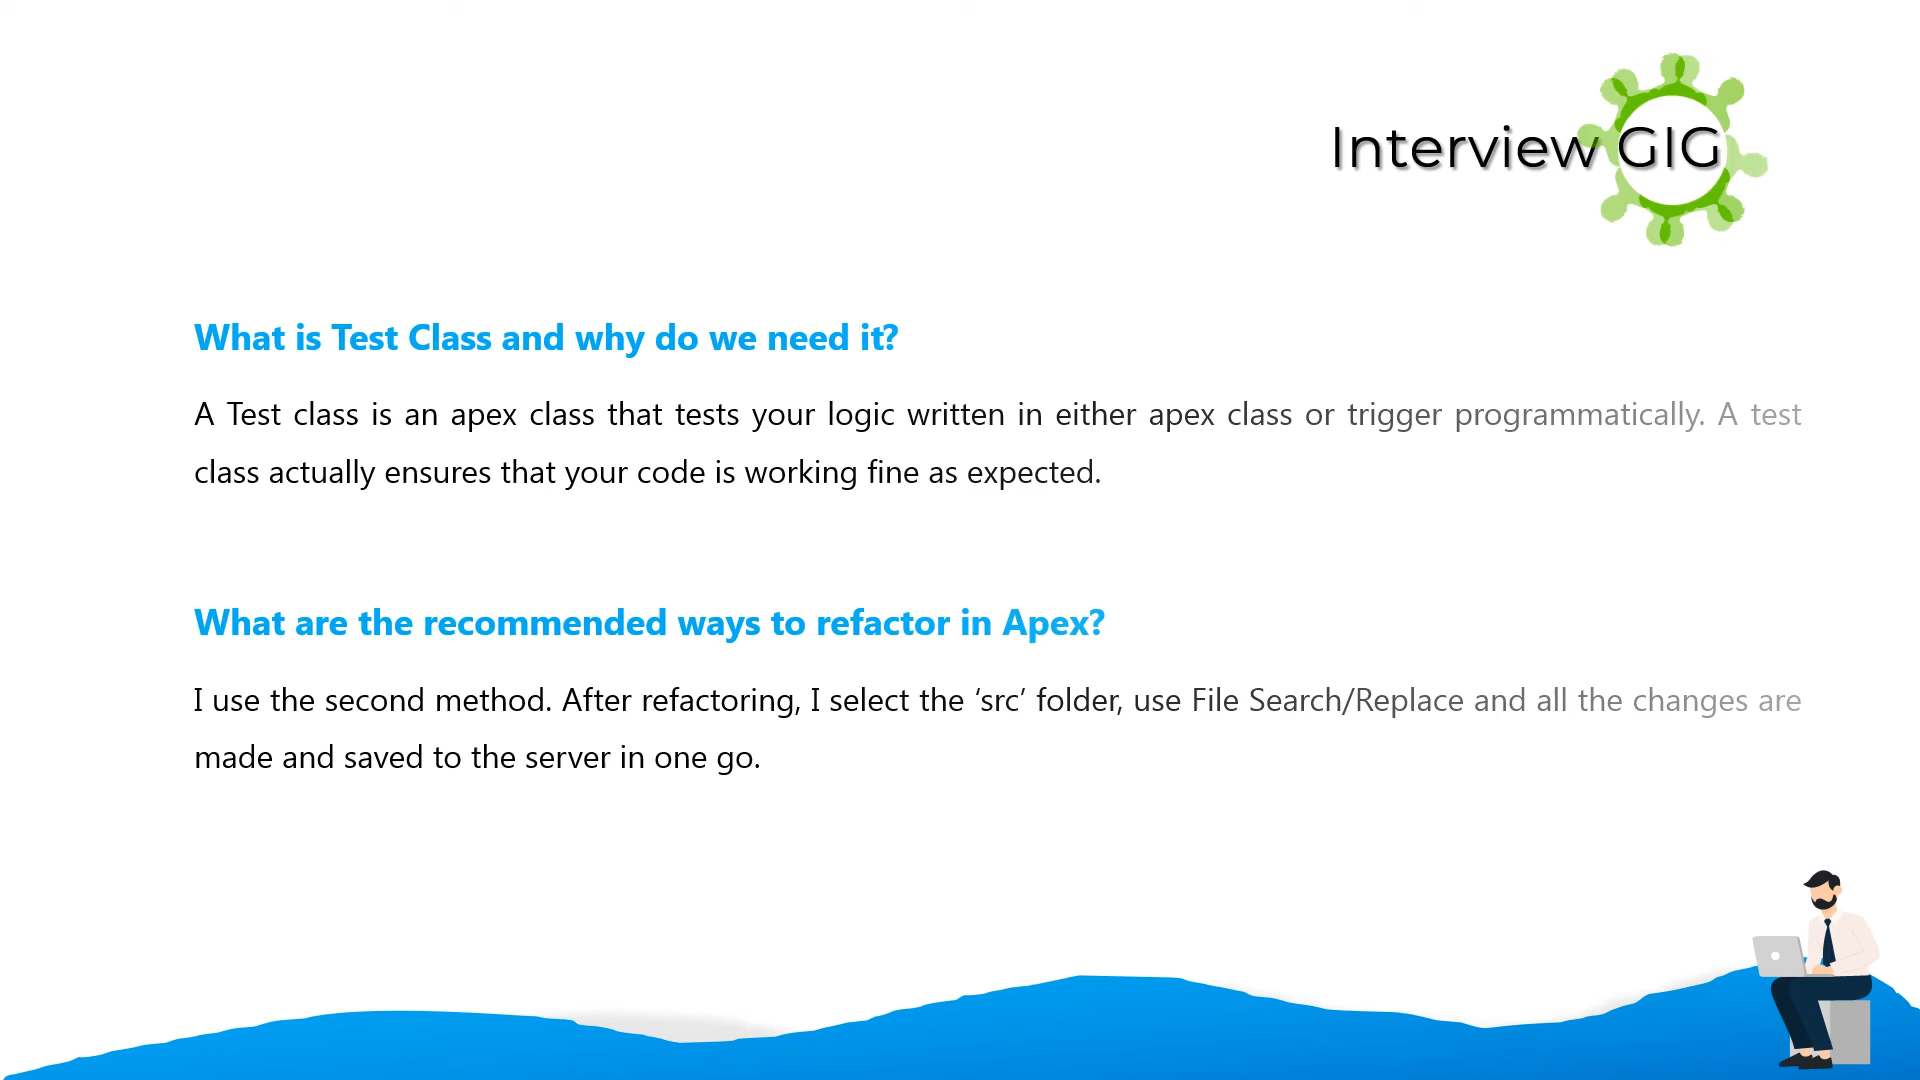 Interview GIG
What is Test Class and why do we need it?
A Test class is an apex class that tests your logic written in either apex class or trigger programmatically. A test
class actually ensures that your code is working fine as expected.
What are the recommended ways to refactor in Apex?
I use the second method. After refactoring, I select the ‘src’ folder, use File Search/Replace and all the changes are
made and saved to the server in one go.